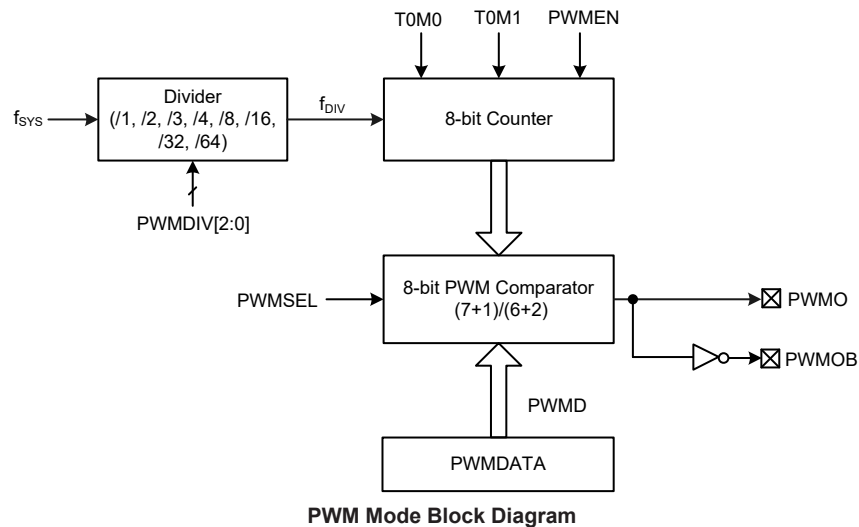 T0M0
T0M1
PWMEN
fSYS
Divider
(/1, /2, /3, /4, /8, /16,
/32, /64)
fDIV
8-bit Counter
PWMDIV[2:0]
PWMSEL
8-bit PWM Comparator
(7+1)/(6+2)
PWMO
PWMOB
PWMD
PWMDATA
PWM Mode Block Diagram